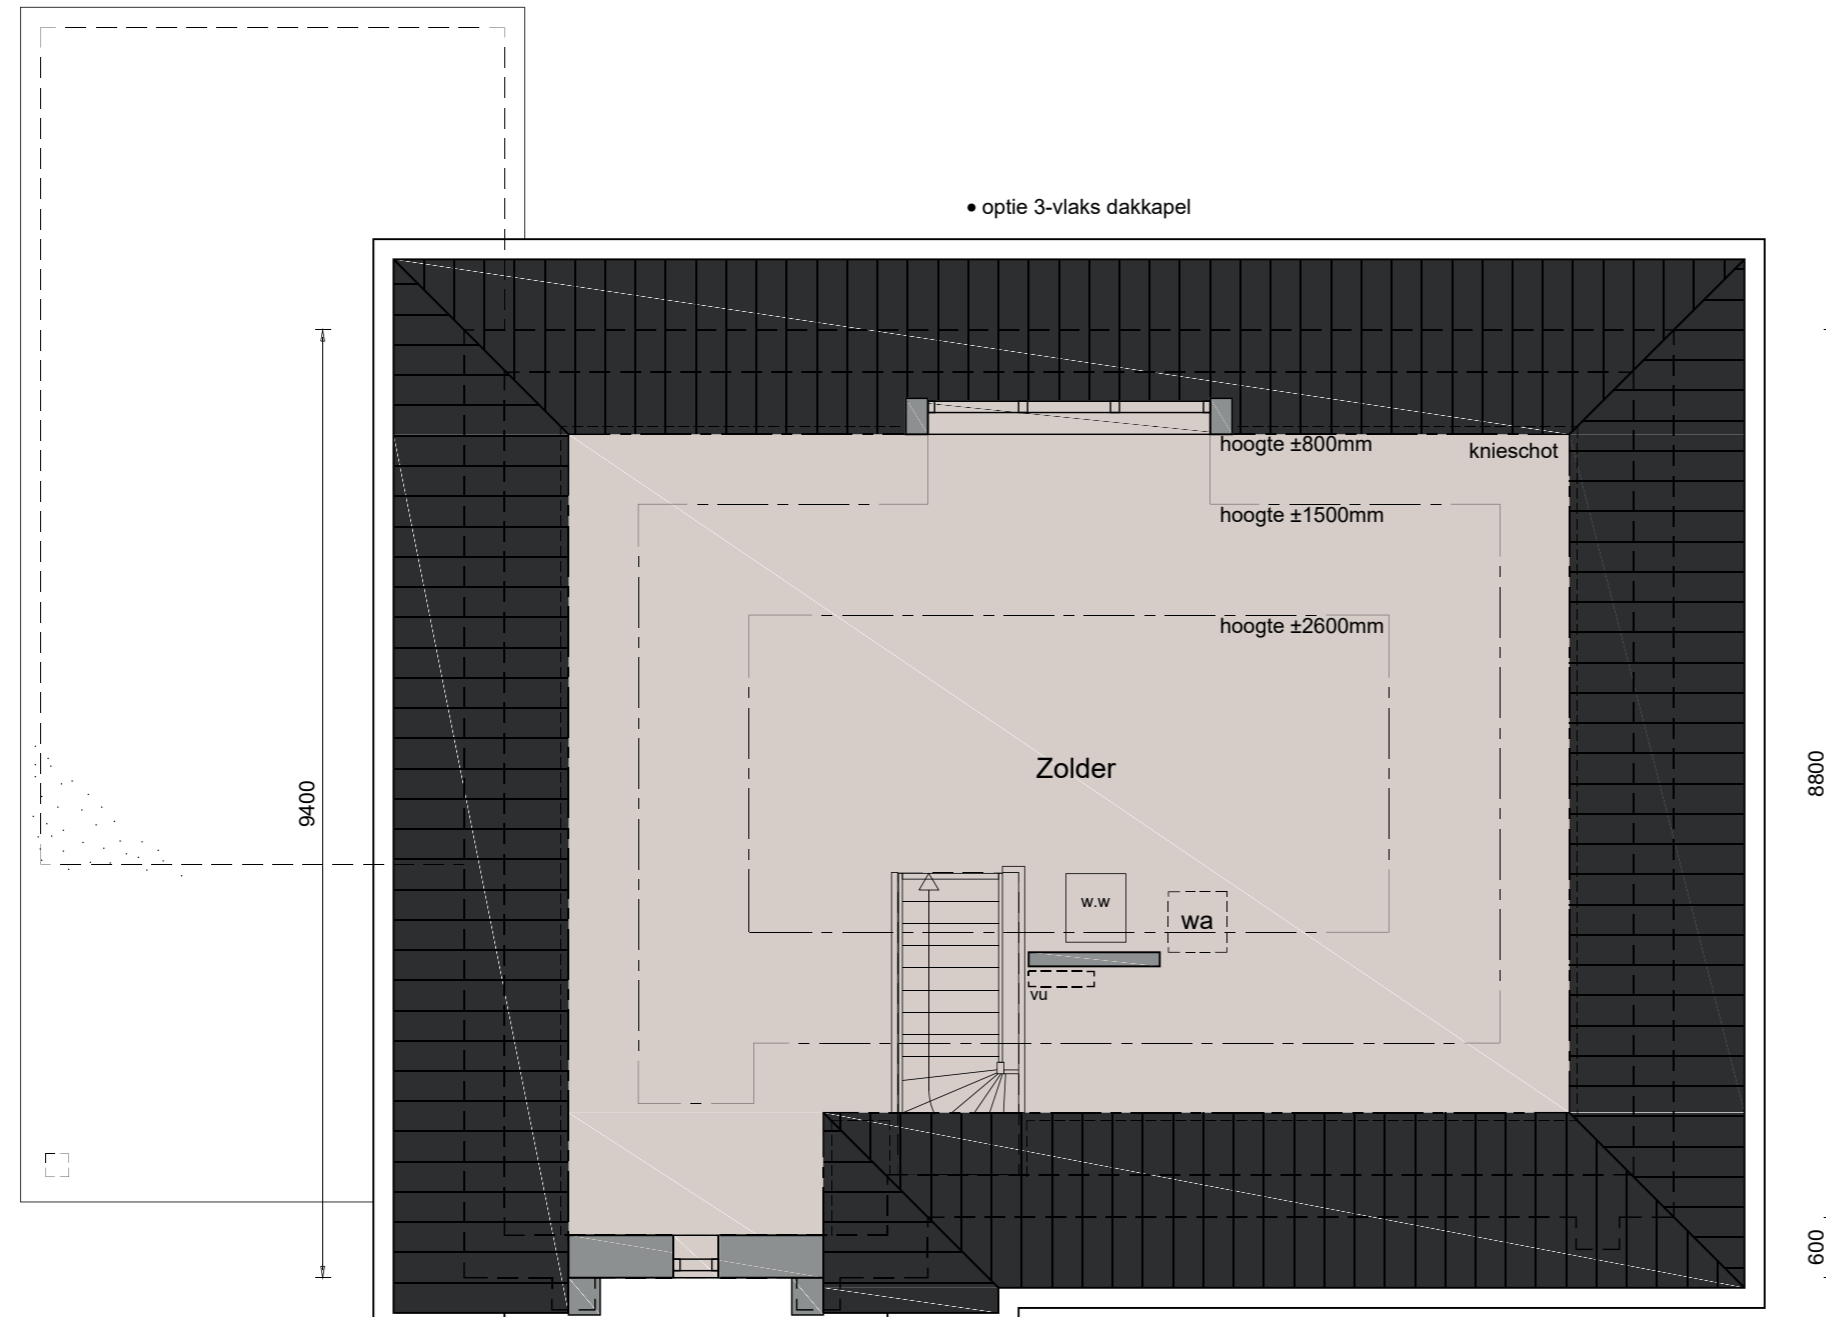 • optie 3-vlaks dakkapel
hoogte ±800mm
knieschot
hoogte ±1500mm
hoogte ±2600mm
Zolder
9400
8800
w.w
wa
vu
600